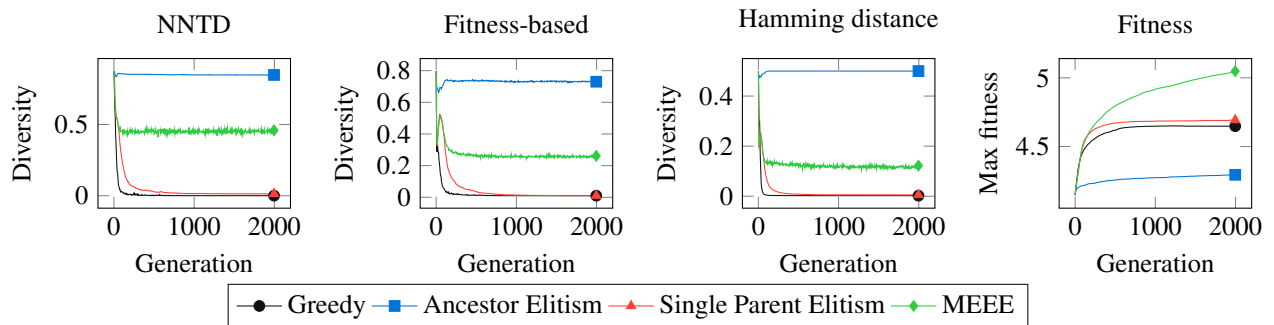 NNTD
Fitness-based
Hamming distance
Fitness
Diversity
0.5
0
0
1000
2000
Generation
Diversity
0.8
0.6
0.4
0.2
0
0
1000
2000
Generation
Diversity
0.4
0.2
0
0
1000
2000
Generation
Max fitness
5
4.5
0
1000
2000
Generation
Greedy
Ancestor Elitism
Single Parent Elitism
MEEE